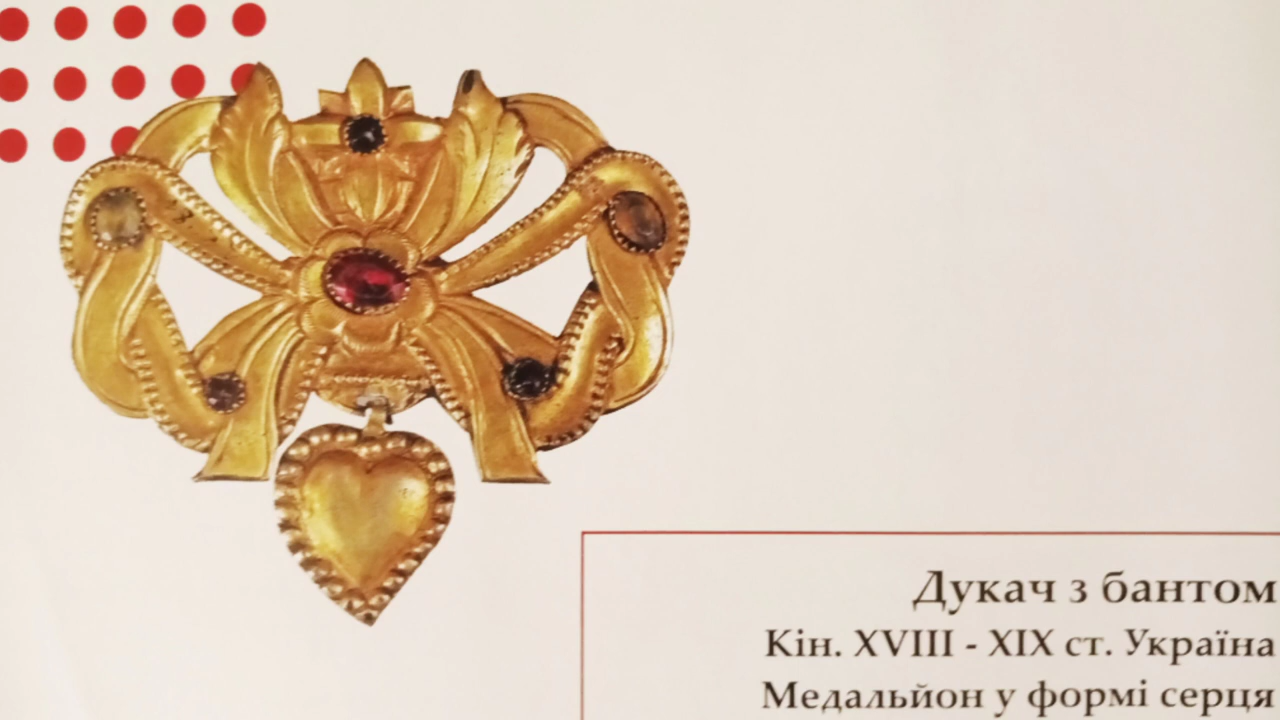 Дукач з бантом
Кін. XVIII - XIX ст. Україна
Медальйон у формі серця